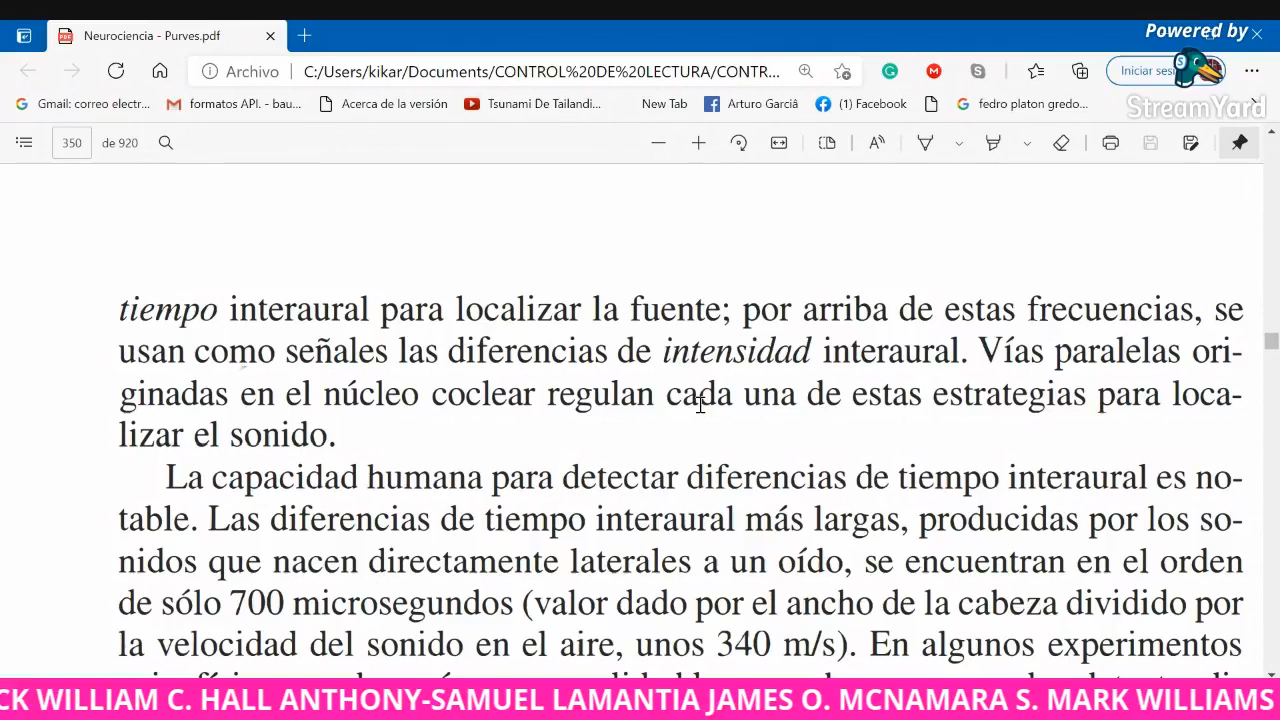 Neurociencia - Purves.pdf
Powered by
Archivo
C:/Users/kikar/Documents/CONTROL%20DE%20LECTURA/CONTR...
StreamYard
Gmail: correo electr...
formatos API. - bau...
Acerca de la versión
Tsunami De Tailandi...
New Tab
Arturo Garciâ
(1) Facebook
fedro platon gredo...
350 de 920
tiempo interaural para localizar la fuente; por arriba de estas frecuencias, se
usan como señales las diferencias de intensidad interaural. Vías paralelas ori-
ginadas en el núcleo coclear regulan cada una de estas estrategias para loca-
lizar el sonido.
La capacidad humana para detectar diferencias de tiempo interaural es no-
table. Las diferencias de tiempo interaural más largas, producidas por los so-
nidos que nacen directamente laterales a un oído, se encuentran en el orden
de sólo 700 microsegundos (valor dado por el ancho de la cabeza dividido por
la velocidad del sonido en el aire, unos 340 m/s). En algunos experimentos
CK WILLIAM C. HALL ANTHONY-SAMUEL LAMANTIA JAMES O. MCNAMARA S. MARK WILLIAMS